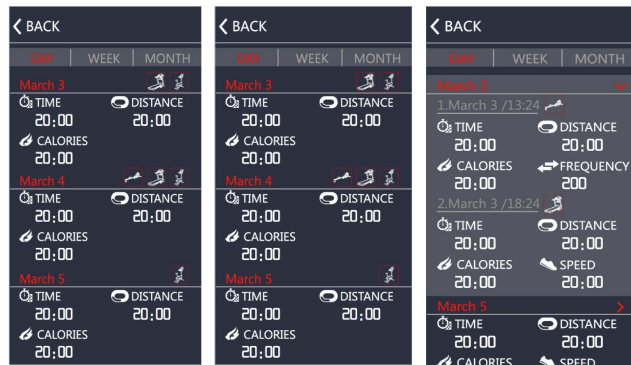 BACK
DAY WEEK MONTH
March 3
TIME DISTANCE
20:00 20:00
CALORIES
20:00
March 4
TIME DISTANCE
20:00 20:00
CALORIES
20:00
March 5
TIME DISTANCE
20:00 20:00
CALORIES
20:00
BACK
DAY WEEK MONTH
March 3
TIME DISTANCE
20:00 20:00
CALORIES
20:00
March 4
TIME DISTANCE
20:00 20:00
CALORIES
20:00
March 5
TIME DISTANCE
20:00 20:00
CALORIES
20:00
BACK
DAY WEEK MONTH
March 3
1.March 3 /13:24
TIME DISTANCE
20:00 20:00
CALORIES FREQUENCY
20:00 200
2.March 3 /18:24
TIME DISTANCE
20:00 20:00
CALORIES SPEED
20:00 20:00
March 5
TIME DISTANCE
20:00 20:00
CALORIES SPEED